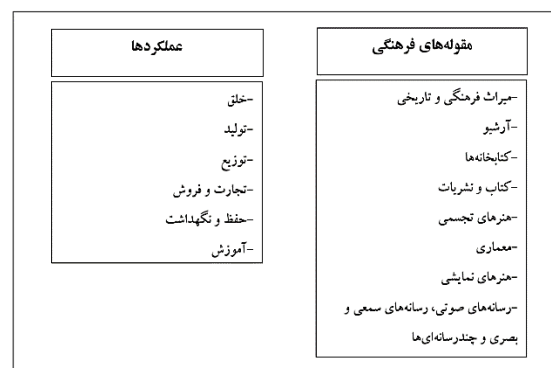 مقوله‌های فرهنگی
-میراث فرهنگی و تاریخی
-آرشیو
-کتابخانه‌ها
-کتاب و نشریات
-هنرهای تجسمی
-معماری
-هنرهای نمایشی
-رسانه‌های صوتی، رسانه‌های سمعی و
بصری و چندرسانه‌ای‌ها
عملکردها
-خلق
-تولید
-توزیع
-تجارت و فروش
-حفظ و نگهداشت
-آموزش